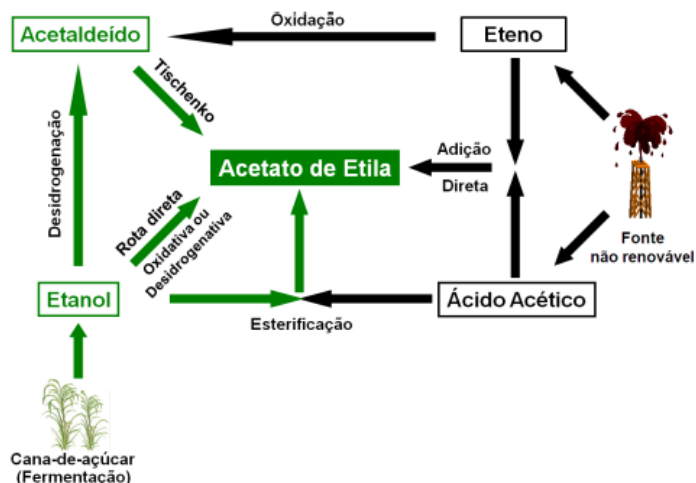 Oxidação
Acetaldeído
Eteno
Tischenko
Desidrogenação
Acetato de Etila
Adição
Direta
Rota direta
Oxidativa ou
Desidrogenativa
Fonte
não renovável
Etanol
Ácido Acético
Esterificação
Cana-de-açúcar
(Fermentação)